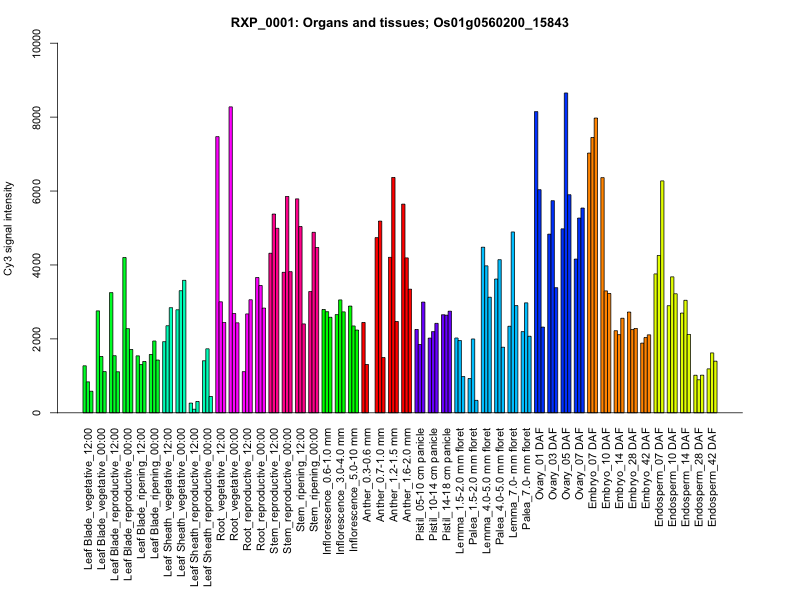 RXP_0001: Organs and tissues; Os01g0560200_15843
Cy3 signal intensity
10000
8000
6000
4000
2000
0
Leaf Blade_vegetative_12:00
Leaf Blade_vegetative_00:00
Leaf Blade_reproductive_12:00
Leaf Blade_reproductive_00:00
Leaf Blade_ripening_12:00
Leaf Blade_ripening_00:00
Leaf Sheath_vegetative_12:00
Leaf Sheath_vegetative_00:00
Leaf Sheath_reproductive_12:00
Leaf Sheath_reproductive_00:00
Root_vegetative_12:00
Root_vegetative_00:00
Root_reproductive_12:00
Root_reproductive_00:00
Stem_reproductive_12:00
Stem_reproductive_00:00
Stem_ripening_12:00
Stem_ripening_00:00
Inflorescence_0.6-1.0 mm
Inflorescence_3.0-4.0 mm
Inflorescence_5.0-10 mm
Anther_0.3-0.6 mm
Anther_0.7-1.0 mm
Anther_1.2-1.5 mm
Anther_1.6-2.0 mm
Pistil_05-10 cm panicle
Pistil_10-14 cm panicle
Pistil_14-18 cm panicle
Lemma_1.5-2.0 mm floret
Palea_1.5-2.0 mm floret
Lemma_4.0-5.0 mm floret
Palea_4.0-5.0 mm floret
Lemma_7.0- mm floret
Palea_7.0- mm floret
Ovary_01 DAF
Ovary_03 DAF
Ovary_05 DAF
Ovary_07 DAF
Embryo_07 DAF
Embryo_10 DAF
Embryo_14 DAF
Embryo_28 DAF
Embryo_42 DAF
Endosperm_07 DAF
Endosperm_10 DAF
Endosperm_14 DAF
Endosperm_28 DAF
Endosperm_42 DAF